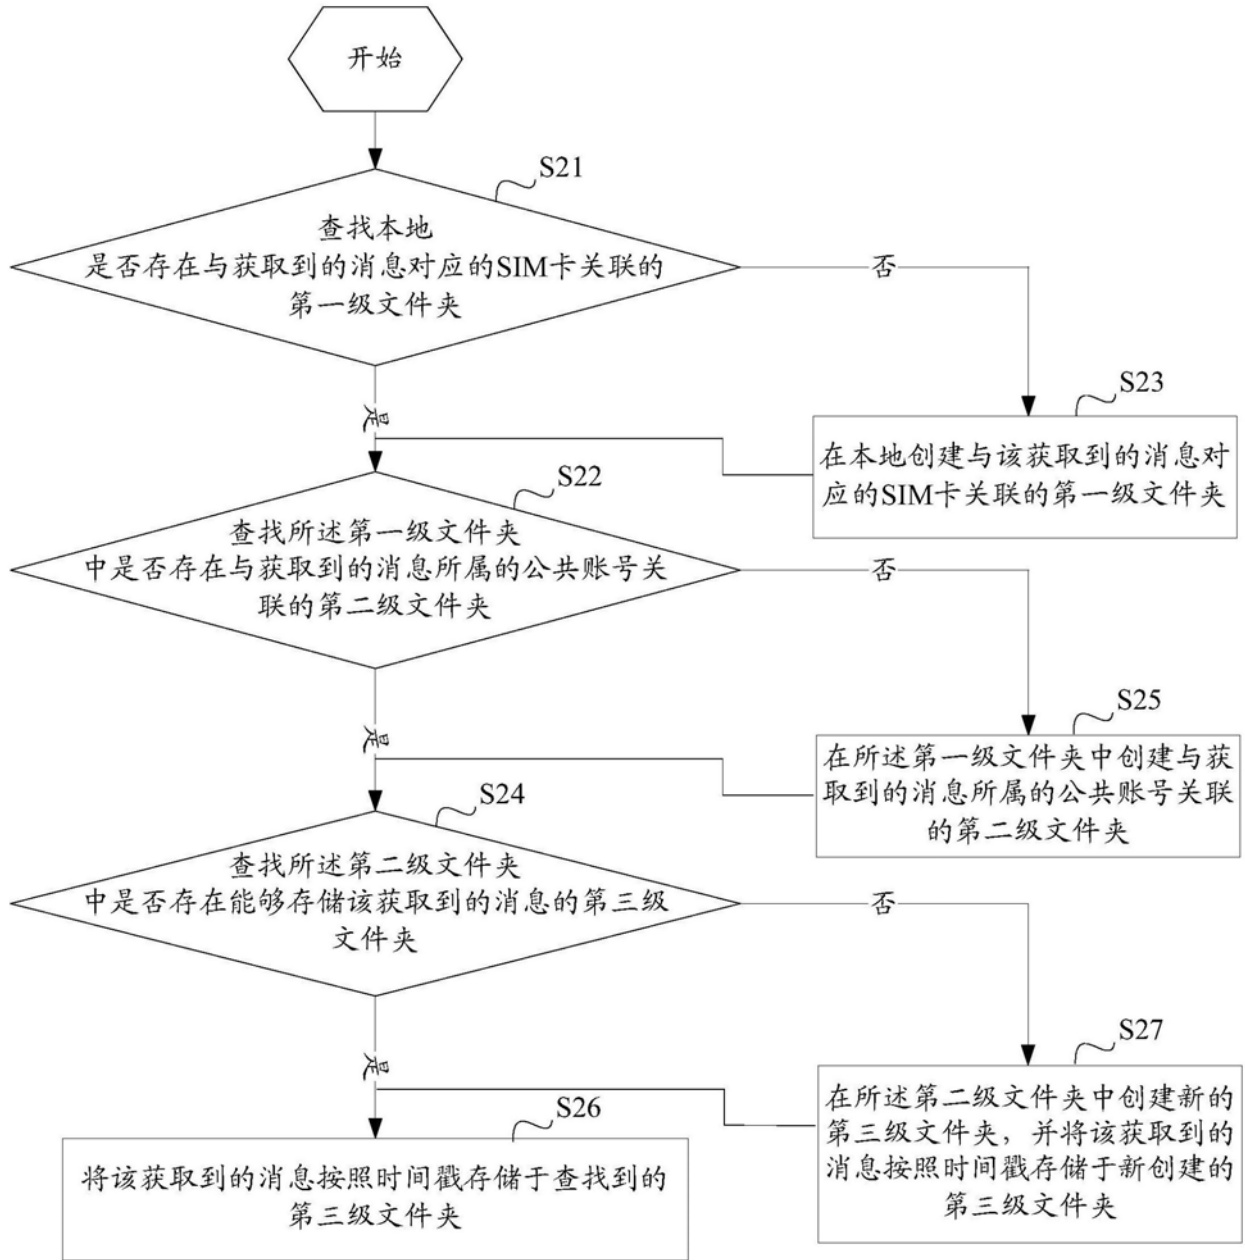 开始
S21
查找本地
是否存在与获取到的消息对应的SIM卡关联的
第一级文件夹
否
是
S23
在本地创建与该获取到的消息对
应的SIM卡关联的第一级文件夹
S22
查找所述第一级文件夹
中是否存在与获取到的消息所属的公共账号关
联的第二级文件夹
否
是
S25
在所述第一级文件夹中创建与获
取到的消息所属的公共账号关联
的第二级文件夹
S24
查找所述第二级文件夹
中是否存在能够存储该获取到的消息的第三级
文件夹
否
是
S27
在所述第二级文件夹中创建新的
第三级文件夹，并将该获取到的
消息按照时间戳存储于新创建的
第三级文件夹
S26
将该获取到的消息按照时间戳存储于查找到的
第三级文件夹